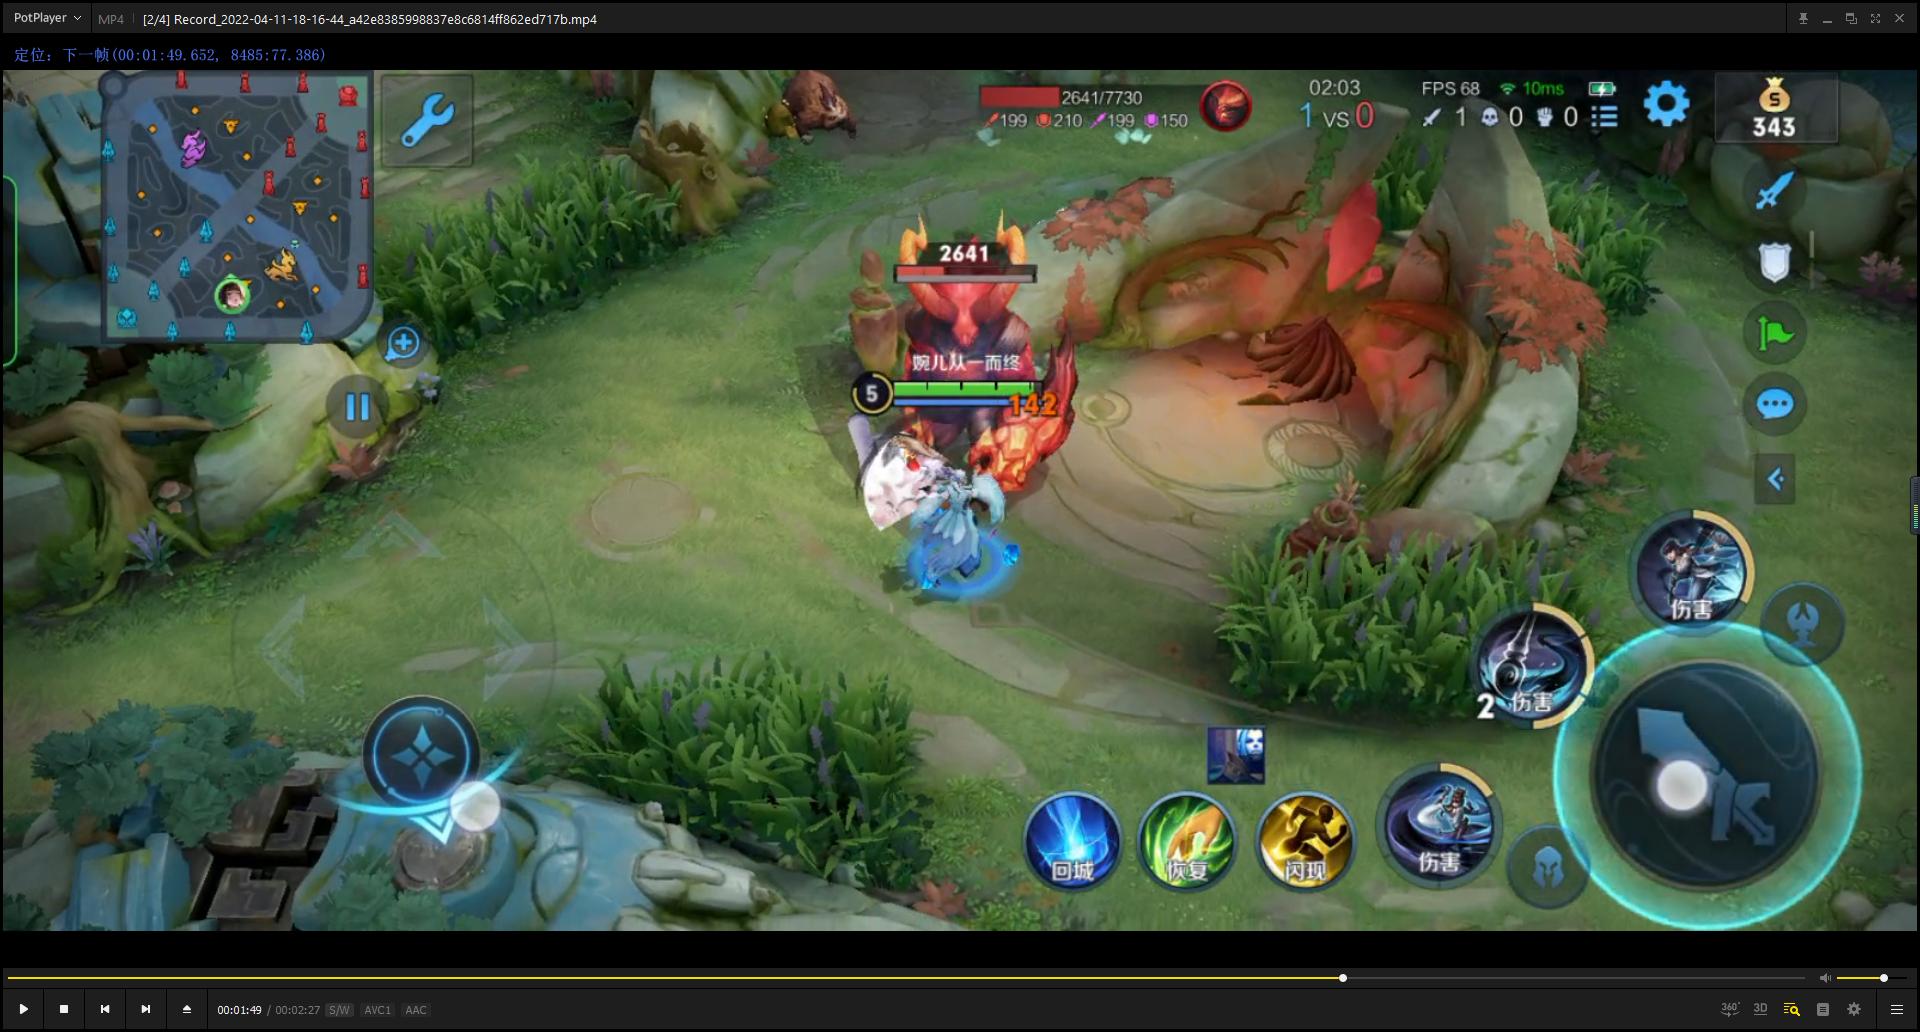 PotPlayer MP4 [2/4] Record_2022-04-11-18-16-44_a42e8385998837e8c6814ff862ed717b.mp4
定位: 下一帧(00:01:49.652, 8485:77.386)
2641/7730
199 210 199 150
02:03
1 VS 0
FPS 68 10ms
1 0 0
S
343
2641
婉儿从一而终
5
142
伤害
2 伤害
伤害
回城
恢复
闪现
00:01:49 / 00:02:27 S/W AVC1 AAC
360° 3D